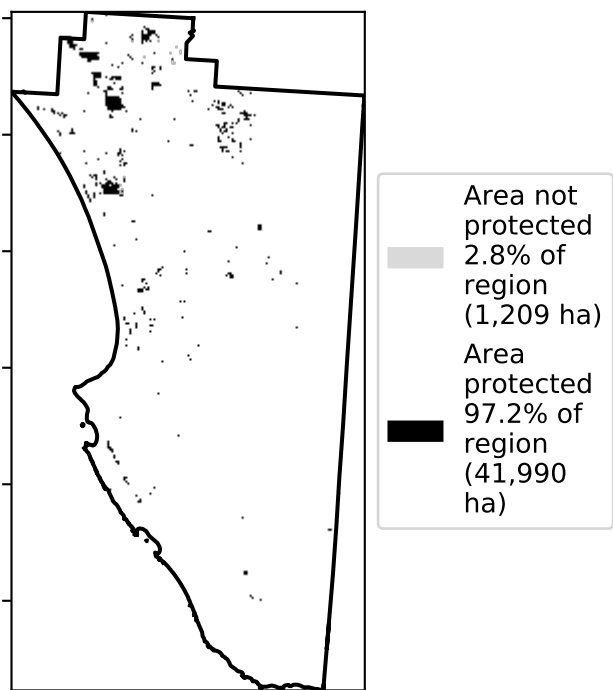 Area not
protected
2.8% of
region
(1,209 ha)
Area
protected
97.2% of
region
(41,990
ha)